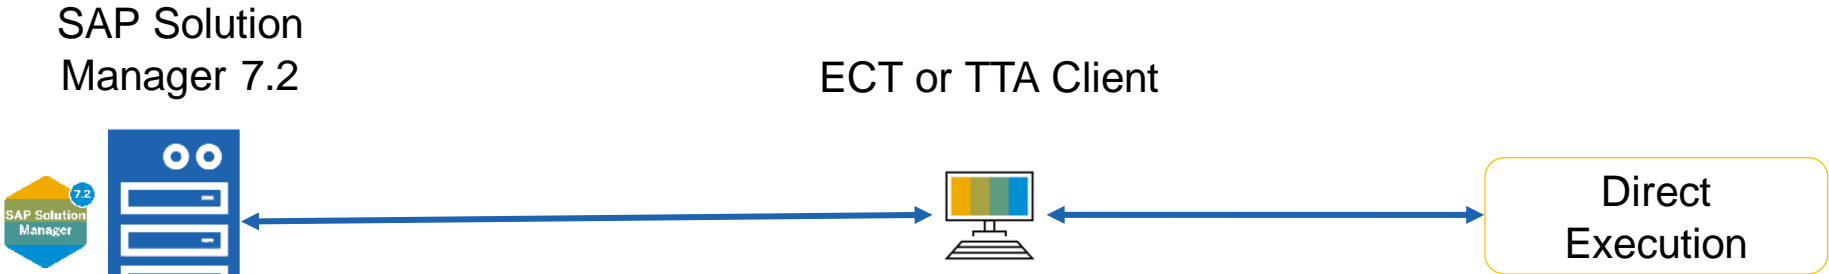 SAP Solution
Manager 7.2
ECT or TTA Client
7.2
SAP Solution
Manager
Direct
Execution